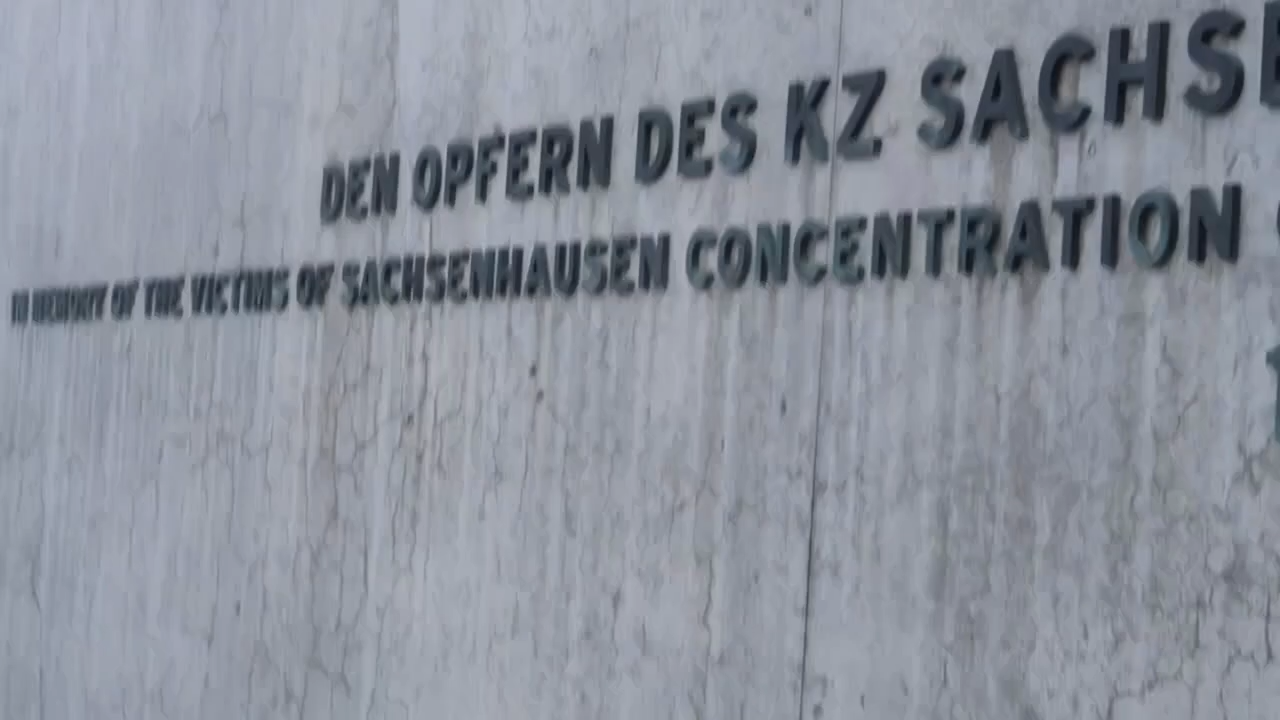 DEN OPFERN DES KZ SACHSE
IN MEMORY OF THE VICTIMS OF SACHSENHAUSEN CONCENTRATION